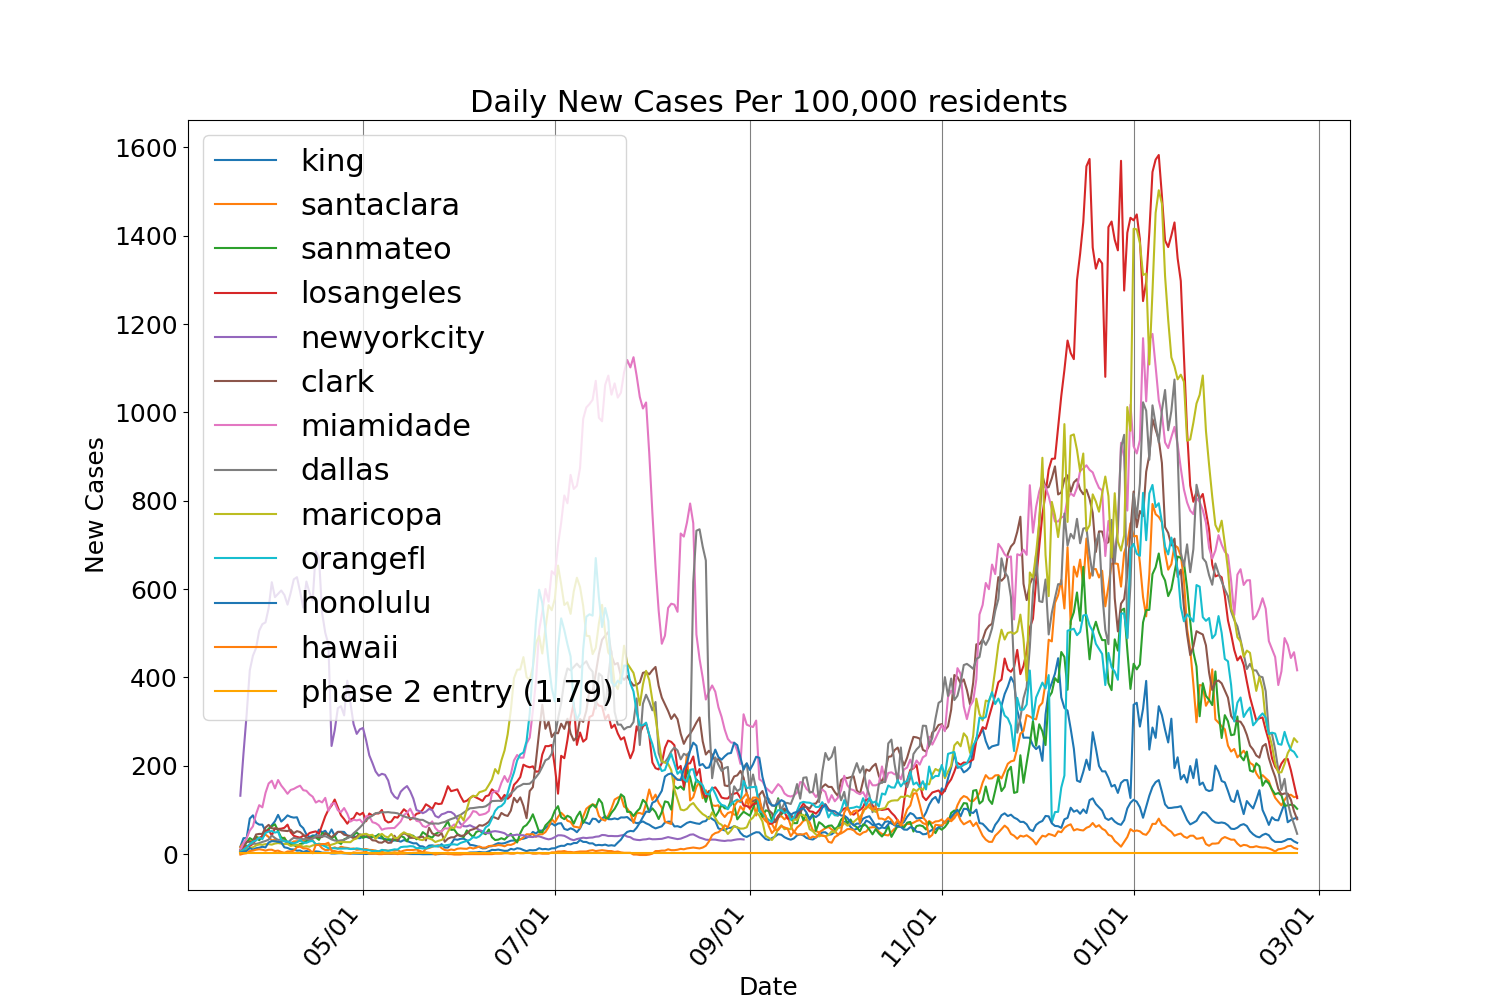 Daily New Cases Per 100,000 residents
1600
1400
1200
1000
800
600
400
200
0
New Cases
king
santaclara
sanmateo
losangeles
newyorkcity
clark
miamidade
dallas
maricopa
orangefl
honolulu
hawaii
phase 2 entry (1.79)
05/01
07/01
09/01
11/01
01/01
03/01
Date